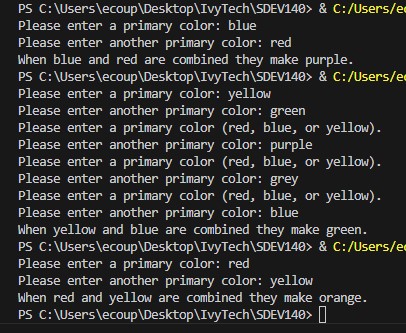 PS C:\Users\ecoup\Desktop\IvyTech\SDEV140> & C:/Users/ec
Please enter a primary color: blue
Please enter another primary color: red
When blue and red are combined they make purple.
PS C:\Users\ecoup\Desktop\IvyTech\SDEV140> & C:/Users/ec
Please enter a primary color: yellow
Please enter another primary color: green
Please enter a primary color (red, blue, or yellow).
Please enter another primary color: purple
Please enter a primary color (red, blue, or yellow).
Please enter another primary color: grey
Please enter a primary color (red, blue, or yellow).
Please enter another primary color: blue
When yellow and blue are combined they make green.
PS C:\Users\ecoup\Desktop\IvyTech\SDEV140> & C:/Users/ec
Please enter a primary color: red
Please enter another primary color: yellow
When red and yellow are combined they make orange.
PS C:\Users\ecoup\Desktop\IvyTech\SDEV140>